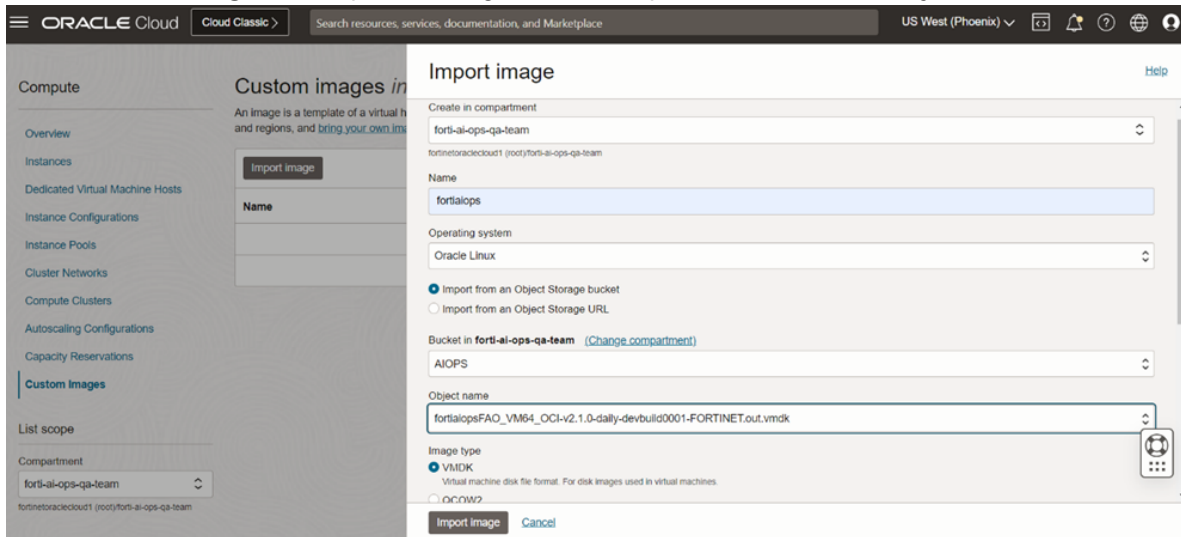 ORACLE Cloud
Cloud Classic >
Search resources, services, documentation, and Marketplace
US West (Phoenix)
Compute
Overview
Instances
Dedicated Virtual Machine Hosts
Instance Configurations
Instance Pools
Cluster Networks
Compute Clusters
Autoscaling Configurations
Capacity Reservations
Custom Images
List scope
Compartment
forti-ai-ops-qa-team
fortinetoraclecloud1 (root)/forti-ai-ops-qa-team
Custom images in
An image is a template of a virtual h
and regions, and bring your own ima
Import image
Name
Import image
Help
Create in compartment
forti-ai-ops-qa-team
fortinetoraclecloud1 (root)/forti-ai-ops-qa-team
Name
fortiaiops
Operating system
Oracle Linux
Import from an Object Storage bucket
Import from an Object Storage URL
Bucket in forti-ai-ops-qa-team (Change compartment)
AIOPS
Object name
fortiaiopsFAO_VM64_OCI-v2.1.0-daily-devbuild0001-FORTINET.out.vmdk
Image type
VMDK
Virtual machine disk file format. For disk images used in virtual machines.
QCOW2
Import image
Cancel